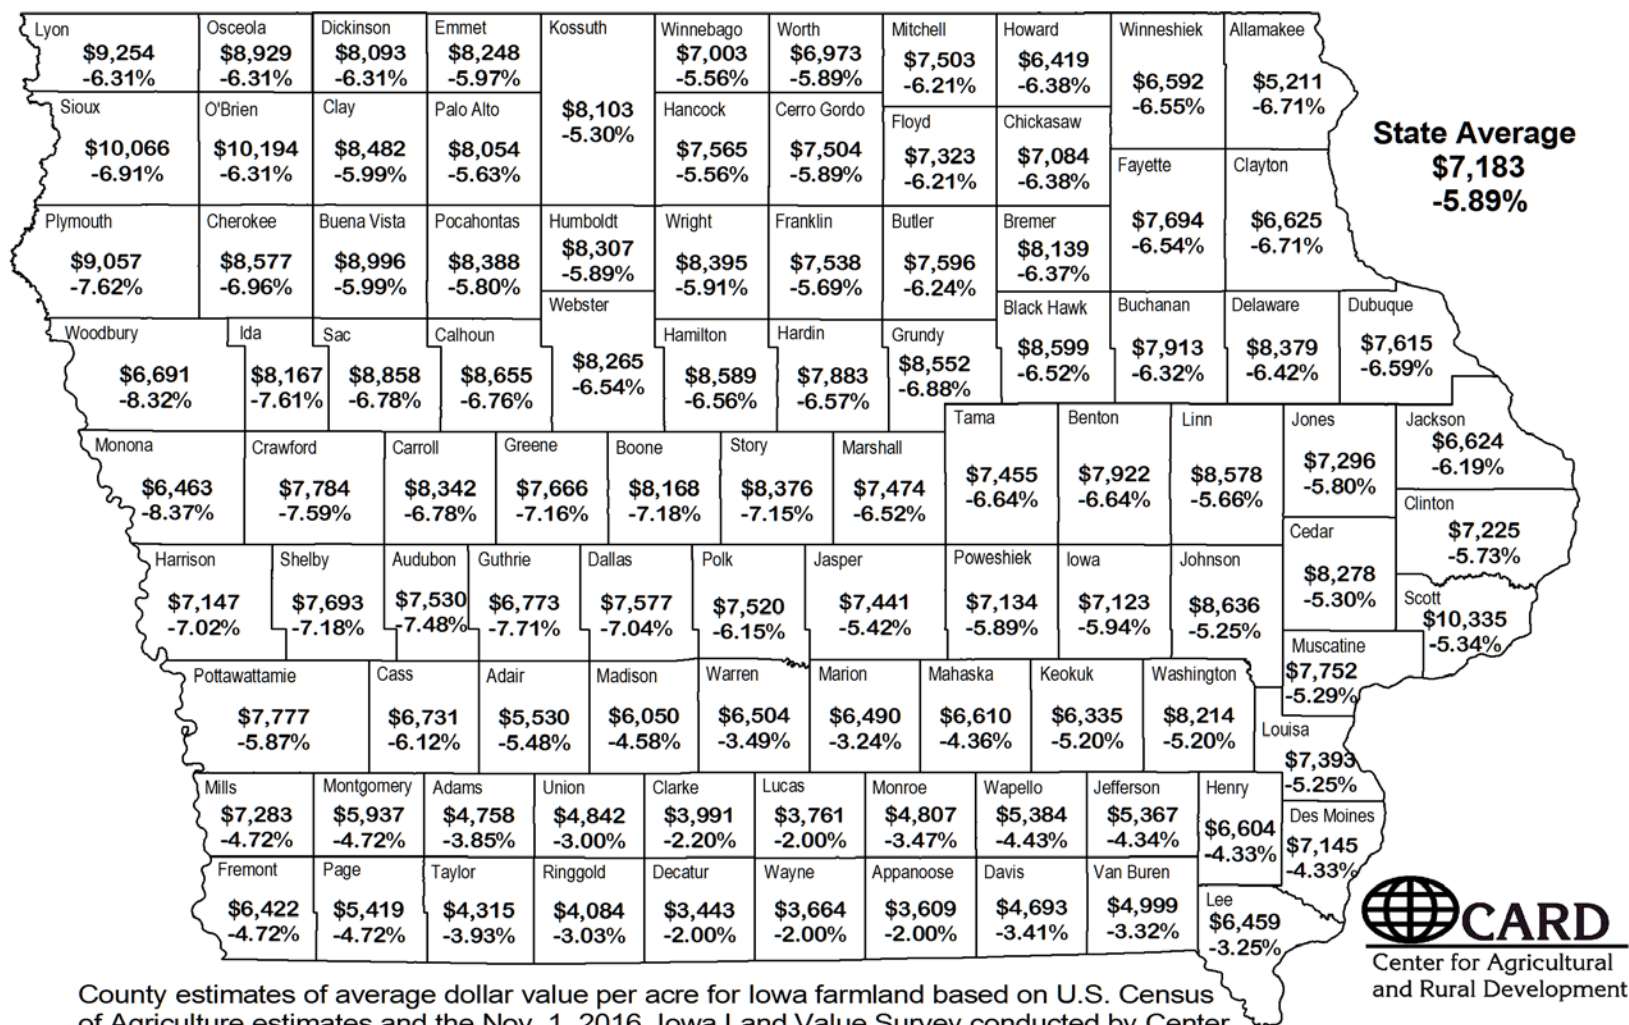 Lyon
$9,254
-6.31%
Osceola
$8,929
-6.31%
Dickinson
$8,093
-6.31%
Emmet
$8,248
-5.97%
Kossuth
$8,103
-5.30%
Winnebago
$7,003
-5.56%
Worth
$6,973
-5.89%
Mitchell
$7,503
-6.21%
Howard
$6,419
-6.38%
Winneshiek
$6,592
-6.55%
Allamakee
$5,211
-6.71%
State Average
$7,183
-5.89%
Sioux
$10,066
-6.91%
O'Brien
$10,194
-6.31%
Clay
$8,482
-5.99%
Palo Alto
$8,054
-5.63%
Hancock
$7,565
-5.56%
Cerro Gordo
$7,504
-5.89%
Floyd
$7,323
-6.21%
Chickasaw
$7,084
-6.38%
Fayette
$7,694
-6.54%
Clayton
$6,625
-6.71%
Plymouth
$9,057
-7.62%
Cherokee
$8,577
-6.96%
Buena Vista
$8,996
-5.99%
Pocahontas
$8,388
-5.80%
Humboldt
$8,307
-5.89%
Wright
$8,395
-5.91%
Franklin
$7,538
-5.69%
Butler
$7,596
-6.24%
Bremer
$8,139
-6.37%
Woodbury
$6,691
-8.32%
Ida
$8,167
-7.61%
Sac
$8,858
-6.78%
Calhoun
$8,655
-6.76%
Webster
$8,265
-6.54%
Hamilton
$8,589
-6.56%
Hardin
$7,883
-6.57%
Grundy
$8,552
-6.88%
Black Hawk
$8,599
-6.52%
Buchanan
$7,913
-6.32%
Delaware
$8,379
-6.42%
Dubuque
$7,615
-6.59%
Monona
$6,463
-8.37%
Crawford
$7,784
-7.59%
Carroll
$8,342
-6.78%
Greene
$7,666
-7.16%
Boone
$8,168
-7.18%
Story
$8,376
-7.15%
Marshall
$7,474
-6.52%
Tama
$7,455
-6.64%
Benton
$7,922
-6.64%
Linn
$8,578
-5.66%
Jones
$7,296
-5.80%
Jackson
$6,624
-6.19%
Clinton
$7,225
-5.73%
Cedar
$8,278
-5.30%
Scott
$10,335
-5.34%
Harrison
$7,147
-7.02%
Shelby
$7,693
-7.18%
Audubon
$7,530
-7.48%
Guthrie
$6,773
-7.71%
Dallas
$7,577
-7.04%
Polk
$7,520
-6.15%
Jasper
$7,441
-5.42%
Poweshiek
$7,134
-5.89%
Iowa
$7,123
-5.94%
Johnson
$8,636
-5.25%
Muscatine
$7,752
-5.29%
Pottawattamie
$7,777
-5.87%
Cass
$6,731
-6.12%
Adair
$5,530
-5.48%
Madison
$6,050
-4.58%
Warren
$6,504
-3.49%
Marion
$6,490
-3.24%
Mahaska
$6,610
-4.36%
Keokuk
$6,335
-5.20%
Washington
$8,214
-5.20%
Louisa
$7,393
-5.25%
Mills
$7,283
-4.72%
Montgomery
$5,937
-4.72%
Adams
$4,758
-3.85%
Union
$4,842
-3.00%
Clarke
$3,991
-2.20%
Lucas
$3,761
-2.00%
Monroe
$4,807
-3.47%
Wapello
$5,384
-4.43%
Jefferson
$5,367
-4.34%
Henry
$6,604
-4.33%
Des Moines
$7,145
-4.33%
Fremont
$6,422
-4.72%
Page
$5,419
-4.72%
Taylor
$4,315
-3.93%
Ringgold
$4,084
-3.03%
Decatur
$3,443
-2.00%
Wayne
$3,664
-2.00%
Appanoose
$3,609
-2.00%
Davis
$4,693
-3.41%
Van Buren
$4,999
-3.32%
Lee
$6,459
-3.25%
CARD
Center for Agricultural
and Rural Development
County estimates of average dollar value per acre for Iowa farmland based on U.S. Census
of Agriculture estimates and the Nov. 1, 2016, Iowa Land Value Survey conducted by Center